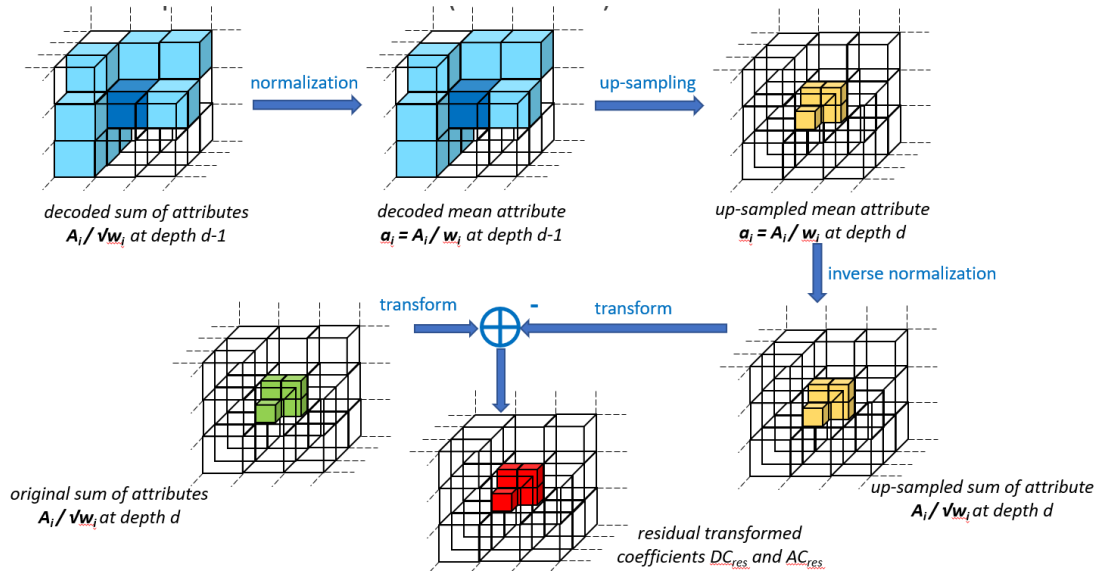 normalization
up-sampling
decoded sum of attributes
Aᵢ / √wᵢ at depth d-1
decoded mean attribute
aᵢ = Aᵢ / wᵢ at depth d-1
up-sampled mean attribute
aᵢ = Aᵢ / wᵢ at depth d
inverse normalization
transform
-
transform
original sum of attributes
Aᵢ / √wᵢ at depth d
up-sampled sum of attribute
Aᵢ / √wᵢ at depth d
residual transformed
coefficients DCres and ACres